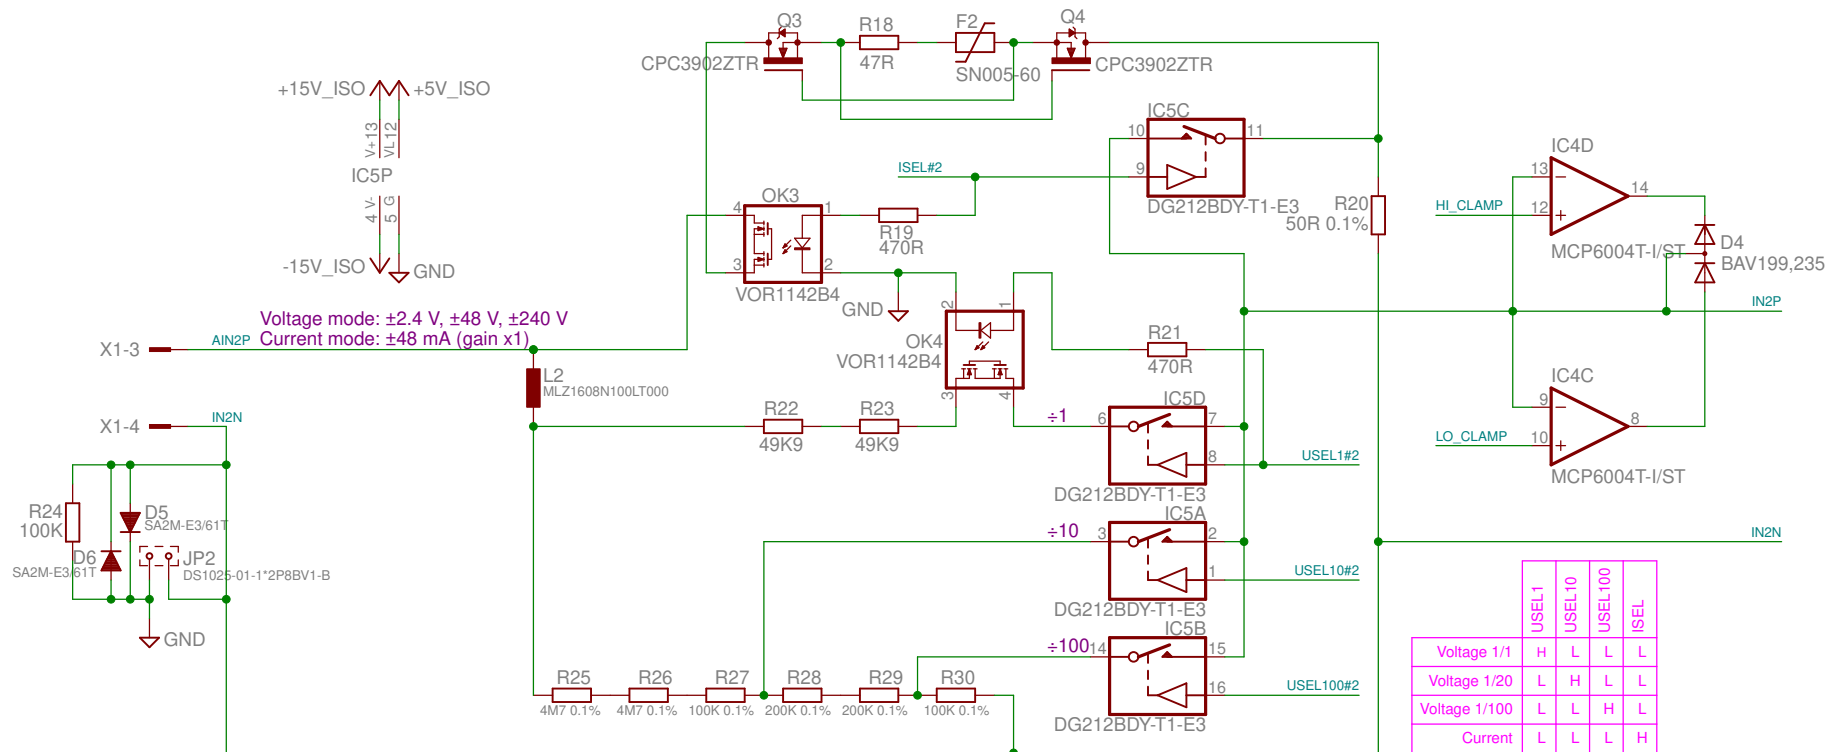 Q3
R18
F2
Q4
CPC3902ZTR
47R
SN005-60
CPC3902ZTR
+15V_ISO
+5V_ISO
V+ 13
VL 12
IC5P
4 V-
5 G
-15V_ISO
GND
IC5C
10
11
9
DG212BDY-T1-E3
ISEL#2
OK3
4
1
3
2
VOR1142B4
R19
470R
GND
R20
50R 0.1%
IC4D
13
14
12
HI_CLAMP
MCP6004T-I/ST
D4
BAV199,235
IN2P
Voltage mode: ±2.4 V, ±48 V, ±240 V
Current mode: ±48 mA (gain x1)
X1-3
AIN2P
L2
MLZ1608N100LT000
OK4
VOR1142B4
2
1
3
4
R21
470R
IC4C
9
8
10
LO_CLAMP
MCP6004T-I/ST
X1-4
IN2N
R22
49K9
R23
49K9
÷1
IC5D
6
7
8
USEL1#2
DG212BDY-T1-E3
R24
100K
D5
SA2M-E3/61T
D6
SA2M-E3/61T
JP2
DS1025-01-1*2P8BV1-B
GND
÷10
IC5A
3
2
1
USEL10#2
DG212BDY-T1-E3
IN2N
÷100
IC5B
14
15
16
USEL100#2
DG212BDY-T1-E3
R25
4M7 0.1%
R26
4M7 0.1%
R27
100K 0.1%
R28
200K 0.1%
R29
200K 0.1%
R30
100K 0.1%
USEL1 USEL10 USEL100 ISEL
Voltage 1/1 H L L L
Voltage 1/20 L H L L
Voltage 1/100 L L H L
Current L L L H